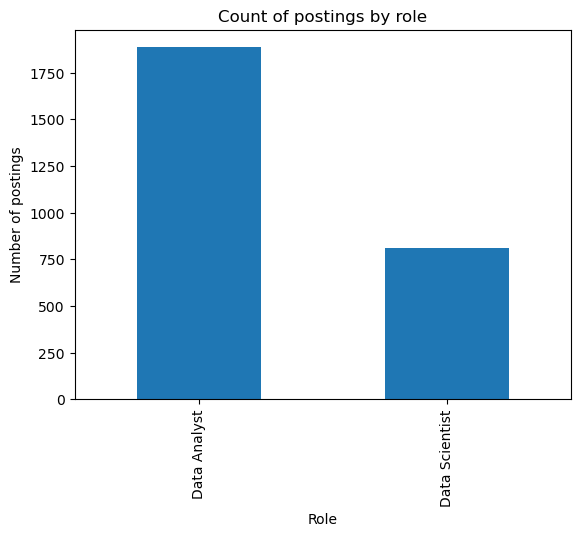 Count of postings by role
Number of postings
1750
1500
1250
1000
750
500
250
0
Data Analyst
Data Scientist
Role